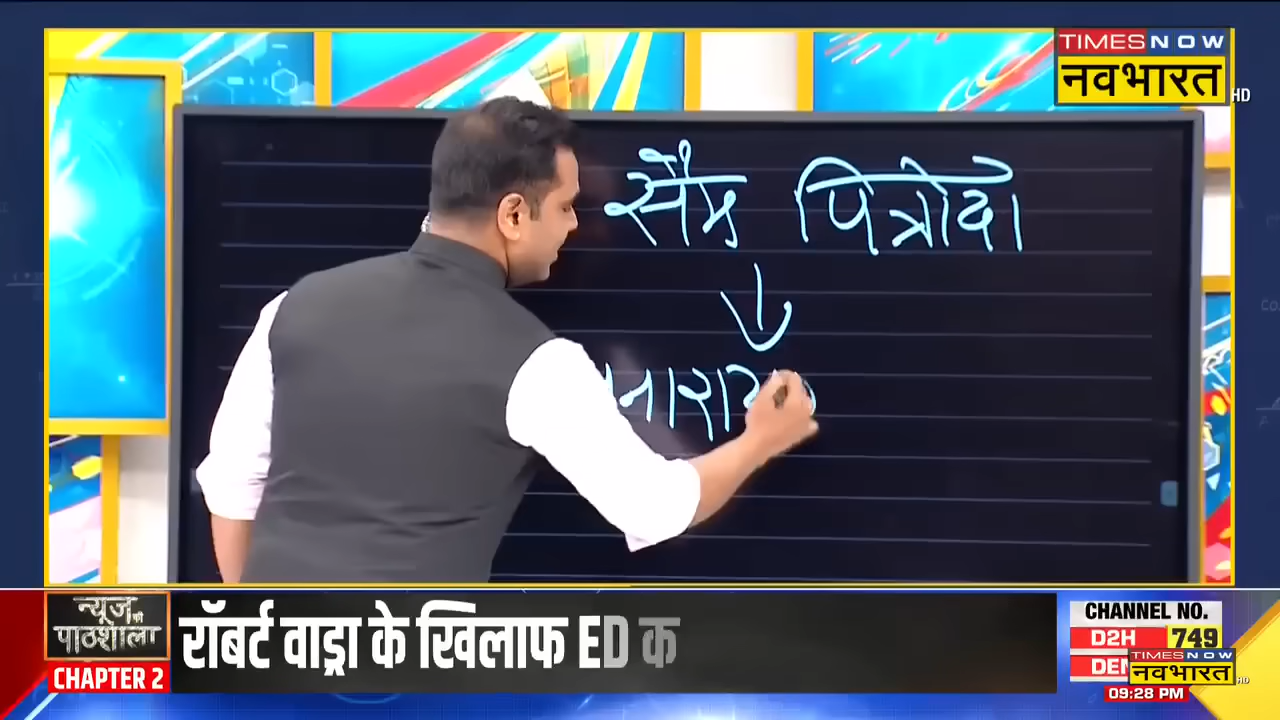 TIMES NOW
नवभारत
HD
सैम पित्रोदा
न्यूज की
पाठशाला
CHAPTER 2
रॉबर्ट वाड्रा के खिलाफ ED क
CHANNEL NO.
D2H 749
TIMES NOW
नवभारत
HD
09:28 PM